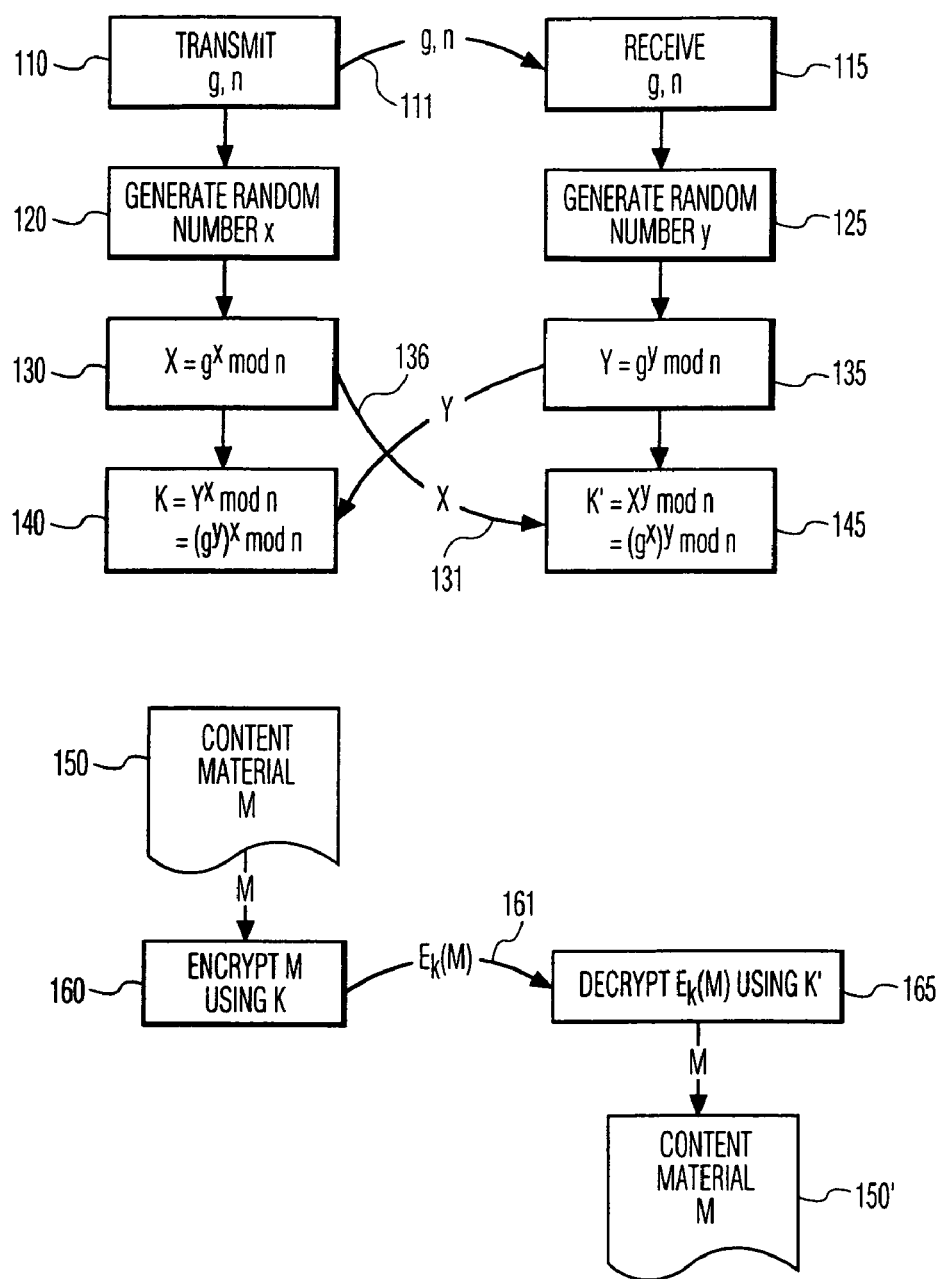 110
TRANSMIT
g, n
g, n
111
RECEIVE
g, n
115
120
GENERATE RANDOM
NUMBER x
GENERATE RANDOM
NUMBER y
125
130
X = g^x mod n
136
Y
Y = g^y mod n
135
140
K = Y^x mod n
= (g^y)^x mod n
X
131
K' = X^y mod n
= (g^x)^y mod n
145
150
CONTENT
MATERIAL
M
M
160
ENCRYPT M
USING K
E_k(M)
161
DECRYPT E_k(M) USING K'
165
M
CONTENT
MATERIAL
M
150'